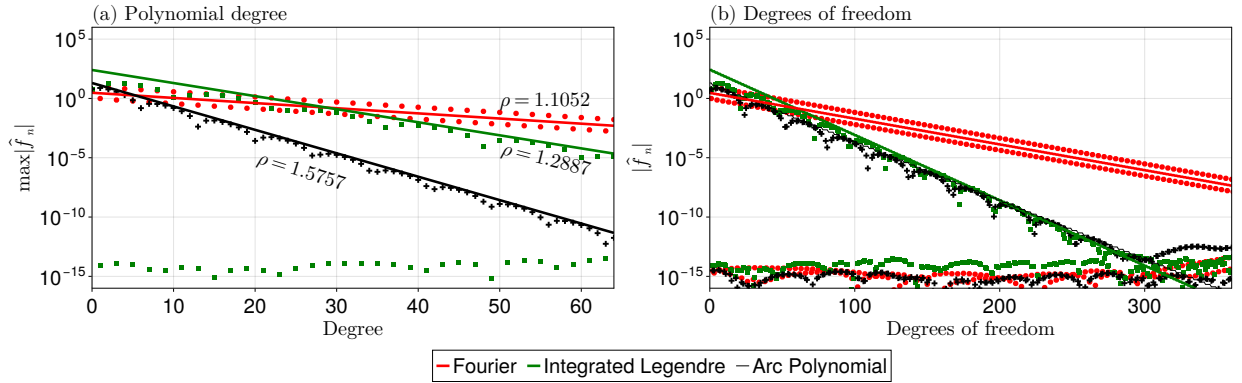 (a) Polynomial degree
(b) Degrees of freedom
10^5
10^0
10^-5
10^-10
10^-15
max|f̂_n|
ρ = 1.1052
ρ = 1.2887
ρ = 1.5757
0 10 20 30 40 50 60
Degree
10^5
10^0
10^-5
10^-10
10^-15
|f̂_n|
0 100 200 300
Degrees of freedom
Fourier Integrated Legendre Arc Polynomial